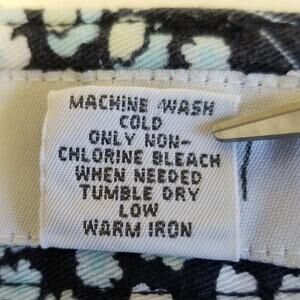 MACHINE WASH
COLD
ONLY NON-
CHLORINE BLEACH
WHEN NEEDED
TUMBLE DRY
LOW
WARM IRON